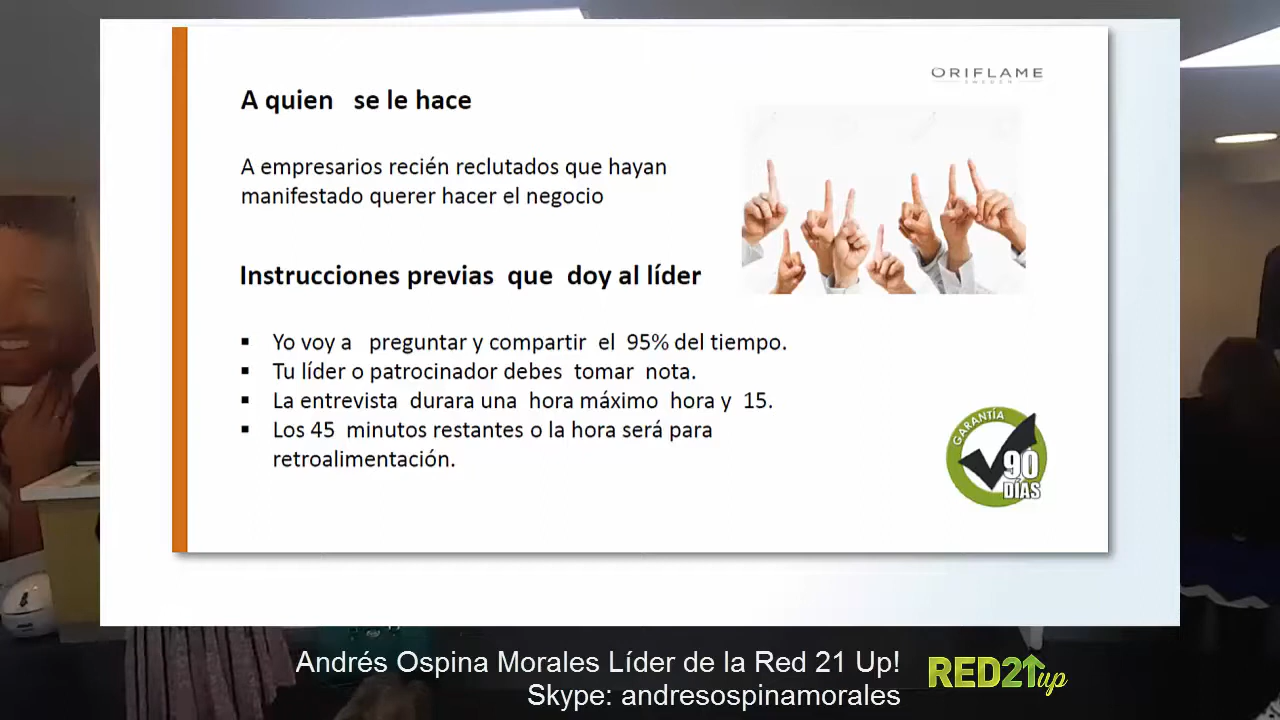 ORIFLAME
SWEDEN
A quien se le hace
A empresarios recién reclutados que hayan
manifestado querer hacer el negocio
Instrucciones previas que doy al líder
▪ Yo voy a preguntar y compartir el 95% del tiempo.
▪ Tu líder o patrocinador debes tomar nota.
▪ La entrevista durara una hora máximo hora y 15.
▪ Los 45 minutos restantes o la hora será para
retroalimentación.
GARANTÍA
90
DÍAS
Andrés Ospina Morales Líder de la Red 21 Up!
Skype: andresospinamorales
RED21up